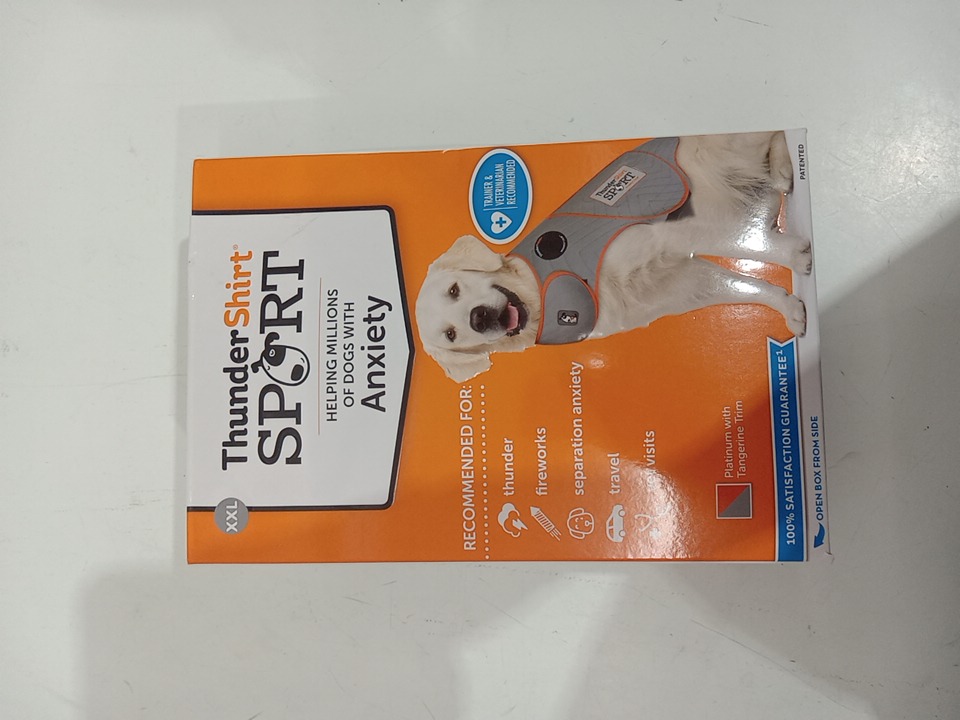 XXL
ThunderShirt®
SPORT
HELPING MILLIONS
OF DOGS WITH
Anxiety
TRAINER &
VETERINARIAN
RECOMMENDED
ThunderShirt
SPORT
RECOMMENDED FOR:
thunder
fireworks
separation anxiety
travel
visits
Platinum with
Tangerine Trim
100% SATISFACTION GUARANTEE¹
OPEN BOX FROM SIDE
PATENTED